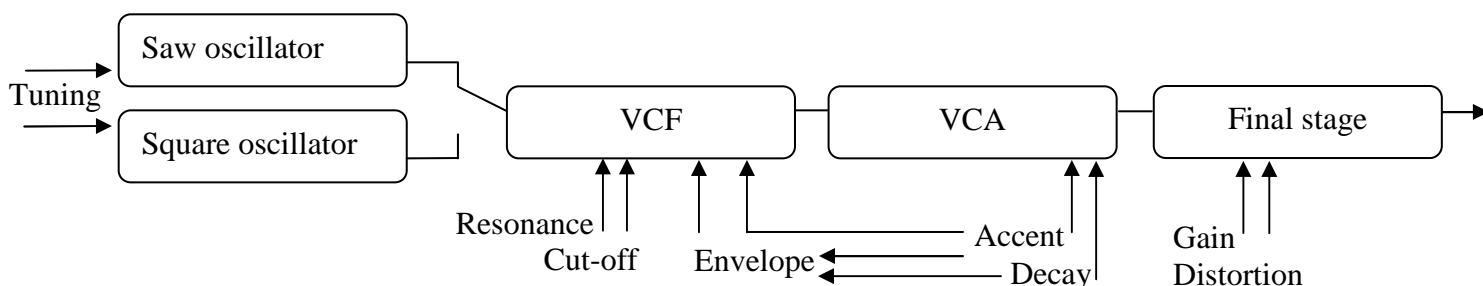 Saw oscillator
Tuning
Square oscillator
VCF
VCA
Final stage
Resonance
Cut-off
Envelope
Accent
Decay
Gain
Distortion